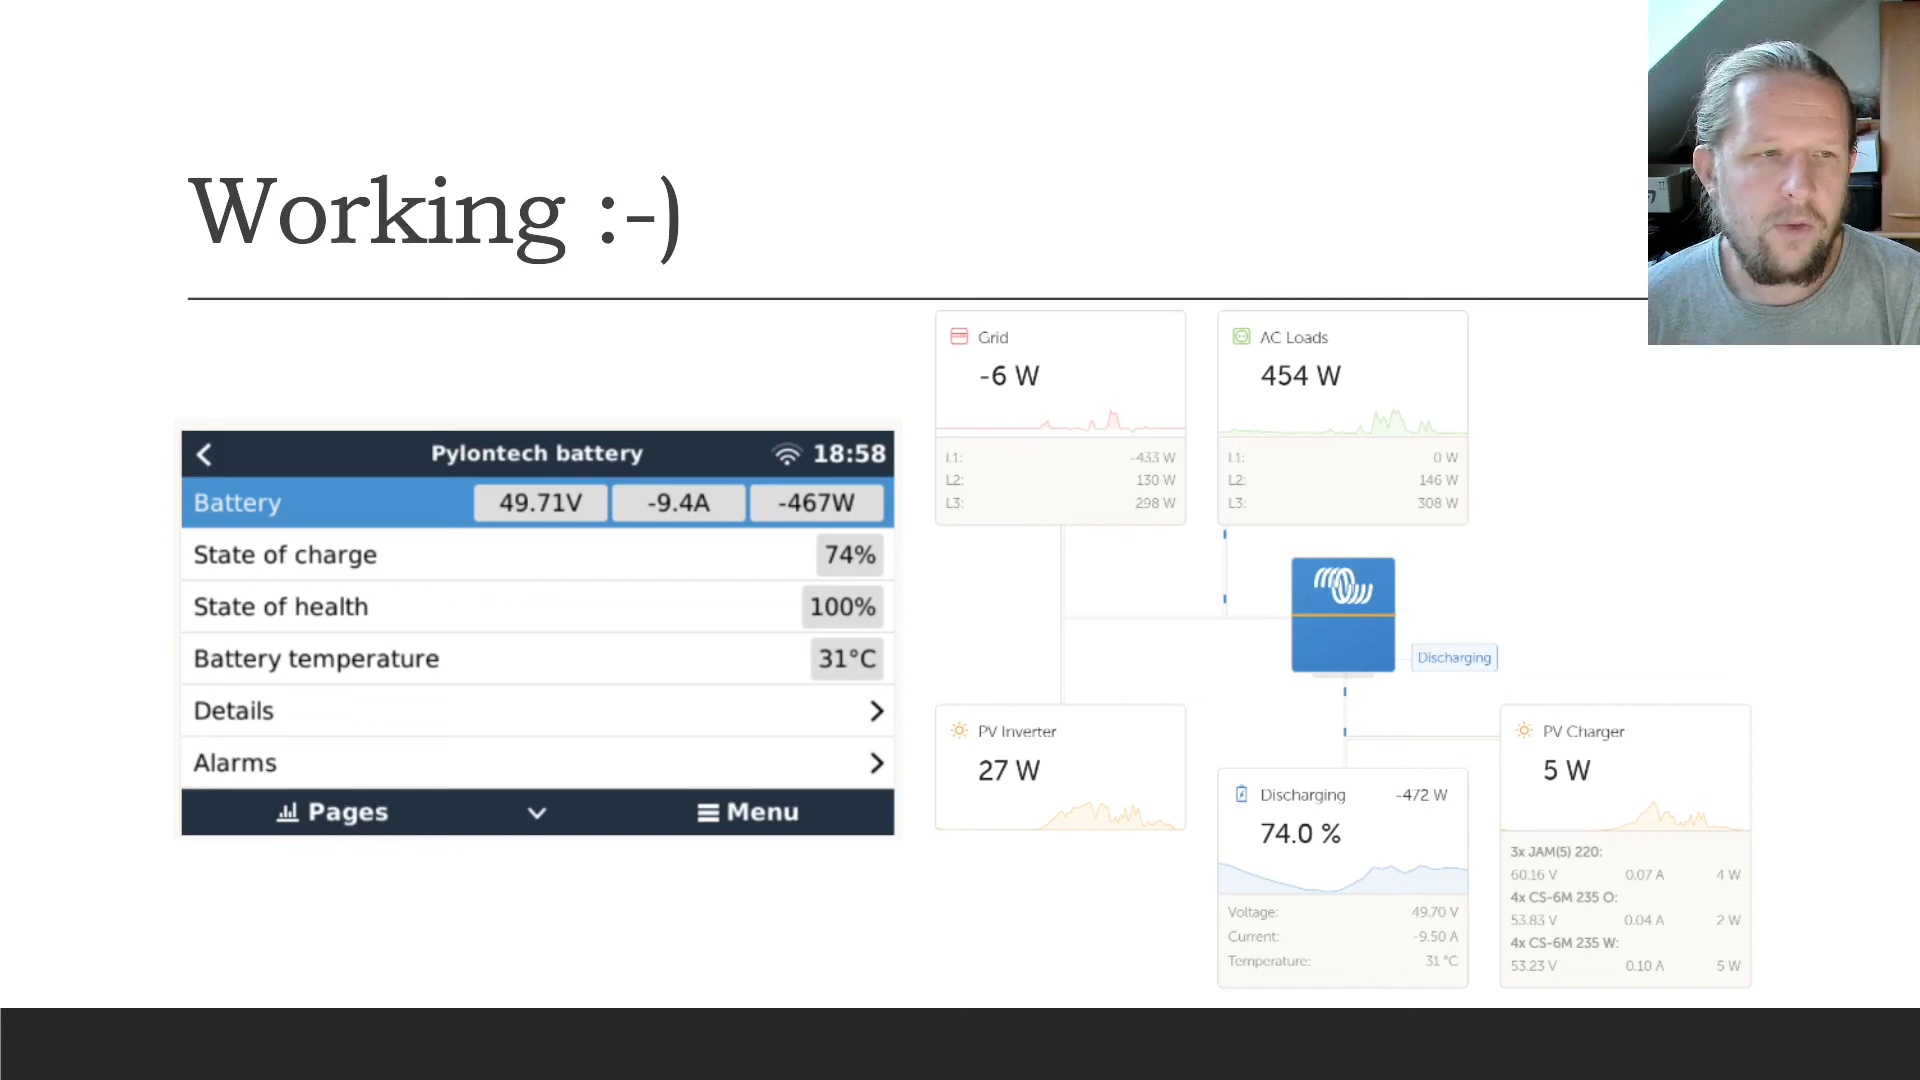 Working :-)
Pylontech battery 18:58
Battery 49.71V -9.4A -467W
State of charge 74%
State of health 100%
Battery temperature 31°C
Details
Alarms
Pages Menu
Grid
-6 W
L1: -433 W
L2: 130 W
L3: 298 W
AC Loads
454 W
L1: 0 W
L2: 146 W
L3: 308 W
Discharging
PV Inverter
27 W
Discharging -472 W
74.0 %
Voltage: 49.70 V
Current: -9.50 A
Temperature: 31 °C
PV Charger
5 W
3x JAM(5) 220:
60.16 V 0.07 A 4 W
4x CS-6M 235 O:
53.83 V 0.04 A 2 W
4x CS-6M 235 W:
53.23 V 0.10 A 5 W